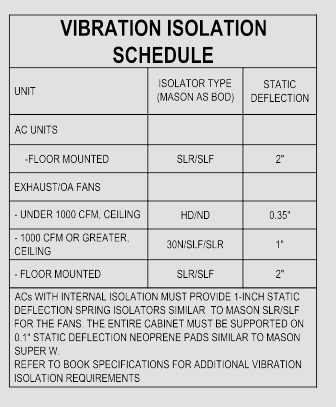 VIBRATION ISOLATION
SCHEDULE
UNIT
ISOLATOR TYPE
(MASON AS BOD)
STATIC
DEFLECTION
AC UNITS
-FLOOR MOUNTED
SLR/SLF
2"
EXHAUST/OA FANS
- UNDER 1000 CFM, CEILING
HD/ND
0.35"
- 1000 CFM OR GREATER,
CEILING
30N/SLF/SLR
1"
- FLOOR MOUNTED
SLR/SLF
2"
ACs WITH INTERNAL ISOLATION MUST PROVIDE 1-INCH STATIC
DEFLECTION SPRING ISOLATORS SIMILAR TO MASON SLR/SLF
FOR THE FANS. THE ENTIRE CABINET MUST BE SUPPORTED ON
0.1" STATIC DEFLECTION NEOPRENE PADS SIMILAR TO MASON
SUPER W.
REFER TO BOOK SPECIFICATIONS FOR ADDITIONAL VIBRATION
ISOLATION REQUIREMENTS